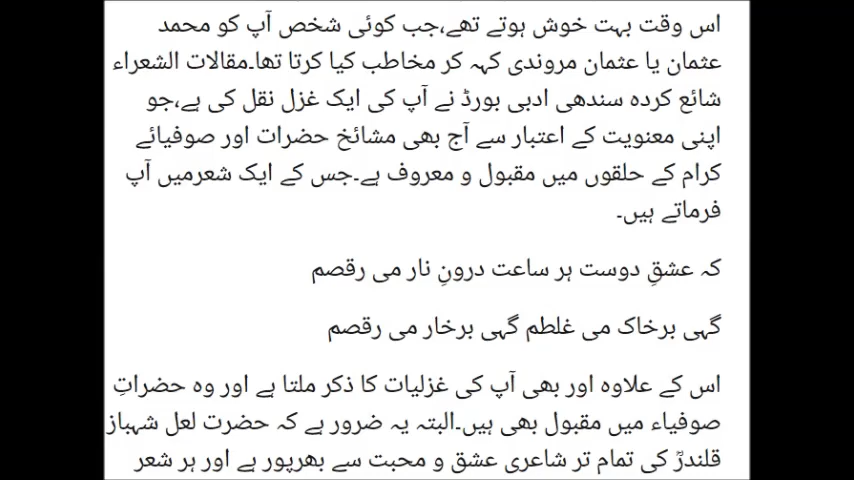 اس وقت بہت خوش ہوتے تھے،جب کوئی شخص آپ کو محمد
عثمان یا عثمان مروندی کہہ کر مخاطب کیا کرتا تھا۔مقالات الشعراء
شائع کردہ سندھی ادبی بورڈ نے آپ کی ایک غزل نقل کی ہے،جو
اپنی معنویت کے اعتبار سے آج بھی مشائخ حضرات اور صوفیائے
کرام کے حلقوں میں مقبول و معروف ہے۔جس کے ایک شعرمیں آپ
فرماتے ہیں۔
کہ عشقِ دوست ہر ساعت درونِ نار می رقصم
گہی برخاک می غلطم گہی برخار می رقصم
اس کے علاوہ اور بھی آپ کی غزلیات کا ذکر ملتا ہے اور وہ حضراتِ
صوفیاء میں مقبول بھی ہیں۔البتہ یہ ضرور ہے کہ حضرت لعل شہباز
قلندرؒ کی تمام تر شاعری عشق و محبت سے بھرپور ہے اور ہر شعر